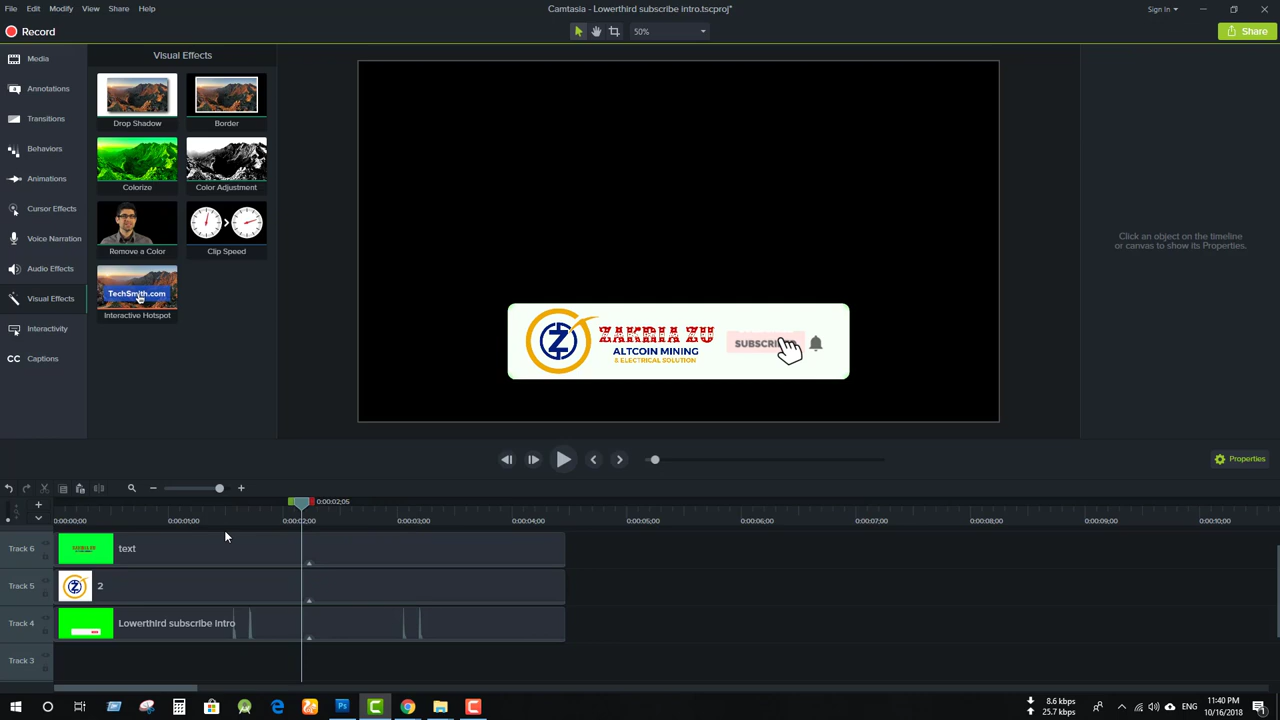 File Edit Modify View Share Help
Camtasia - Lowerthird subscribe intro.tscproj*
Sign In
Record
50%
Share
Media
Annotations
Transitions
Behaviors
Animations
Cursor Effects
Voice Narration
Audio Effects
Visual Effects
Interactivity
CC Captions
Visual Effects
Drop Shadow
Border
Colorize
Color Adjustment
Remove a Color
Clip Speed
TechSmith.com
Interactive Hotspot
Z
ZAKRIA ZU
ALTCOIN MINING
& ELECTRICAL SOLUTION
SUBSCRI
Click an object on the timeline
or canvas to show its Properties.
Properties
0:00:02;05
0:00:00;00 0:00:01;00 0:00:02;00 0:00:03;00 0:00:04;00 0:00:05;00 0:00:06;00 0:00:07;00 0:00:08;00 0:00:09;00 0:00:10;00
Track 6 text
Track 5 2
Track 4 Lowerthird subscribe intro
Track 3
8.6 kbps
25.7 kbps
ENG
11:40 PM
10/16/2018